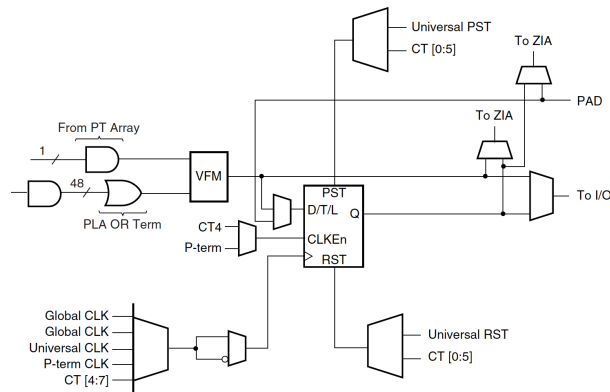 Universal PST
CT [0:5]
To ZIA
PAD
To ZIA
From PT Array
1
48
VFM
PLA OR Term
PST
D/T/L
Q
CLKEn
RST
To I/O
CT4
P-term
Global CLK
Global CLK
Universal CLK
P-term CLK
CT [4:7]
Universal RST
CT [0:5]